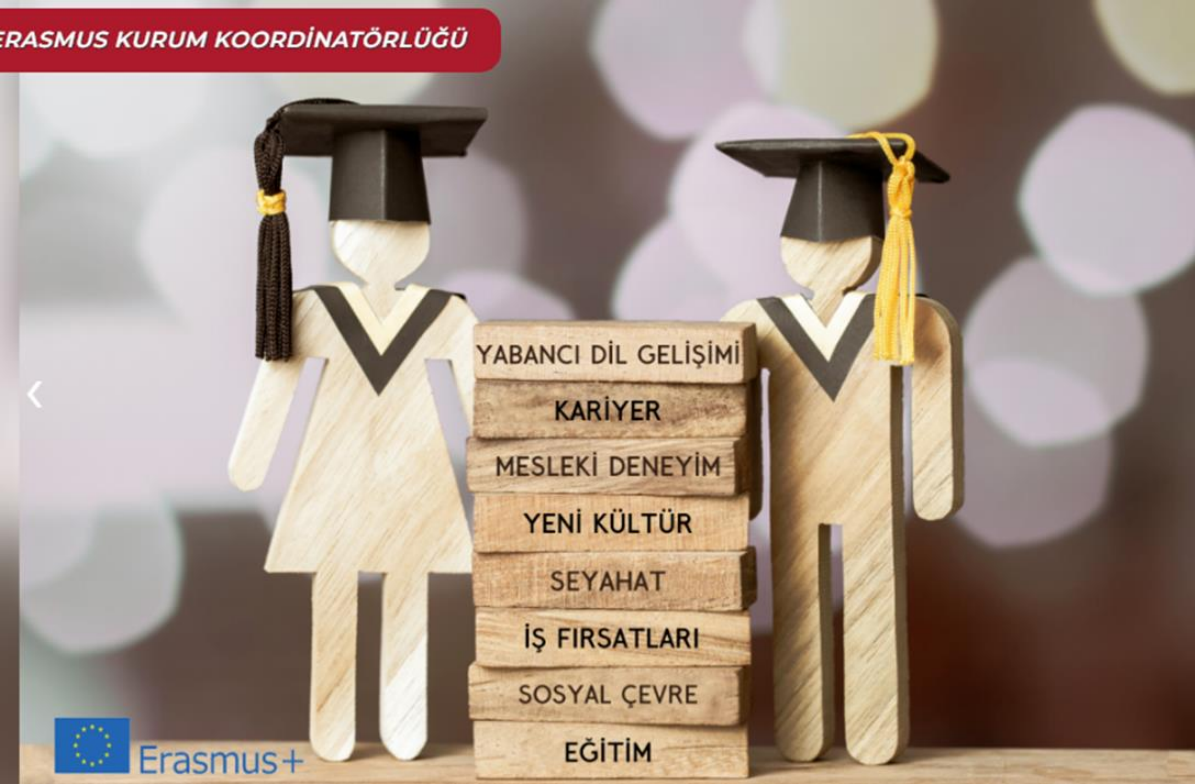 ERASMUS KURUM KOORDİNATÖRLÜĞÜ
YABANCI DİL GELİŞİMİ
KARİYER
MESLEKİ DENEYİM
YENİ KÜLTÜR
SEYAHAT
İŞ FIRSATLARI
SOSYAL ÇEVRE
EĞİTİM
Erasmus+